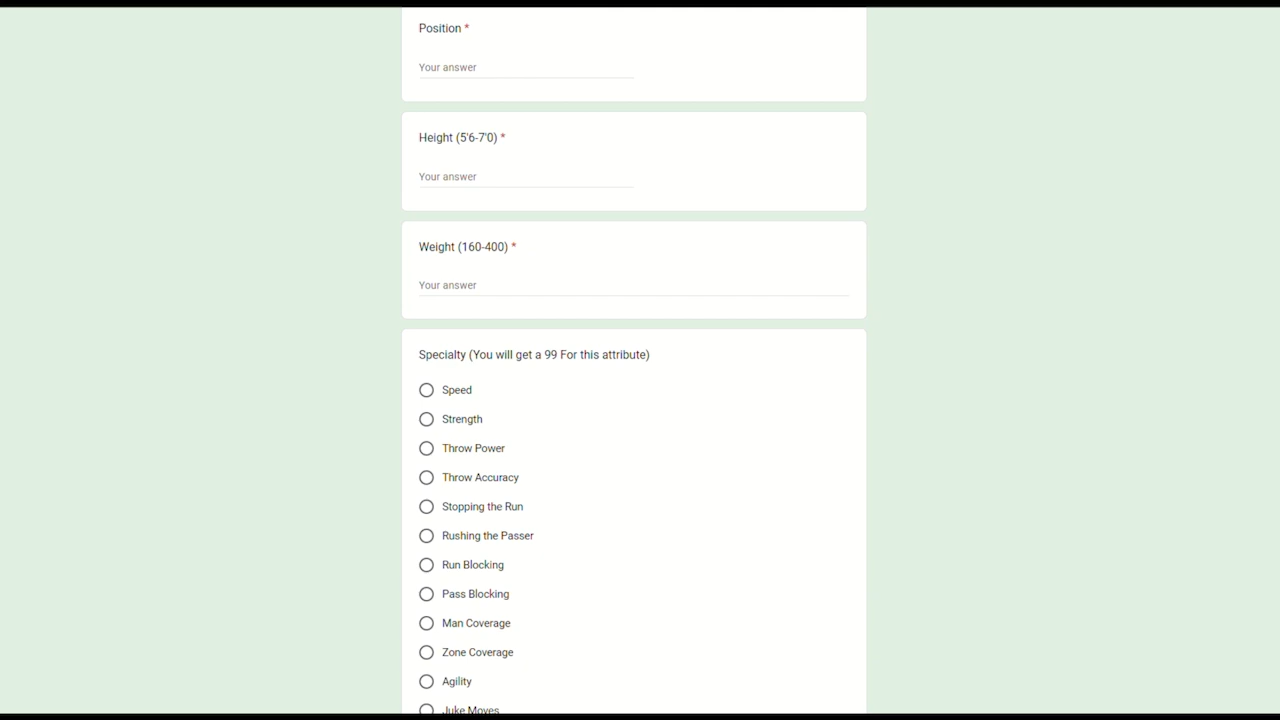 Position *
Your answer
Height (5'6-7'0) *
Your answer
Weight (160-400) *
Your answer
Specialty (You will get a 99 For this attribute)
Speed
Strength
Throw Power
Throw Accuracy
Stopping the Run
Rushing the Passer
Run Blocking
Pass Blocking
Man Coverage
Zone Coverage
Agility
Juke Moves